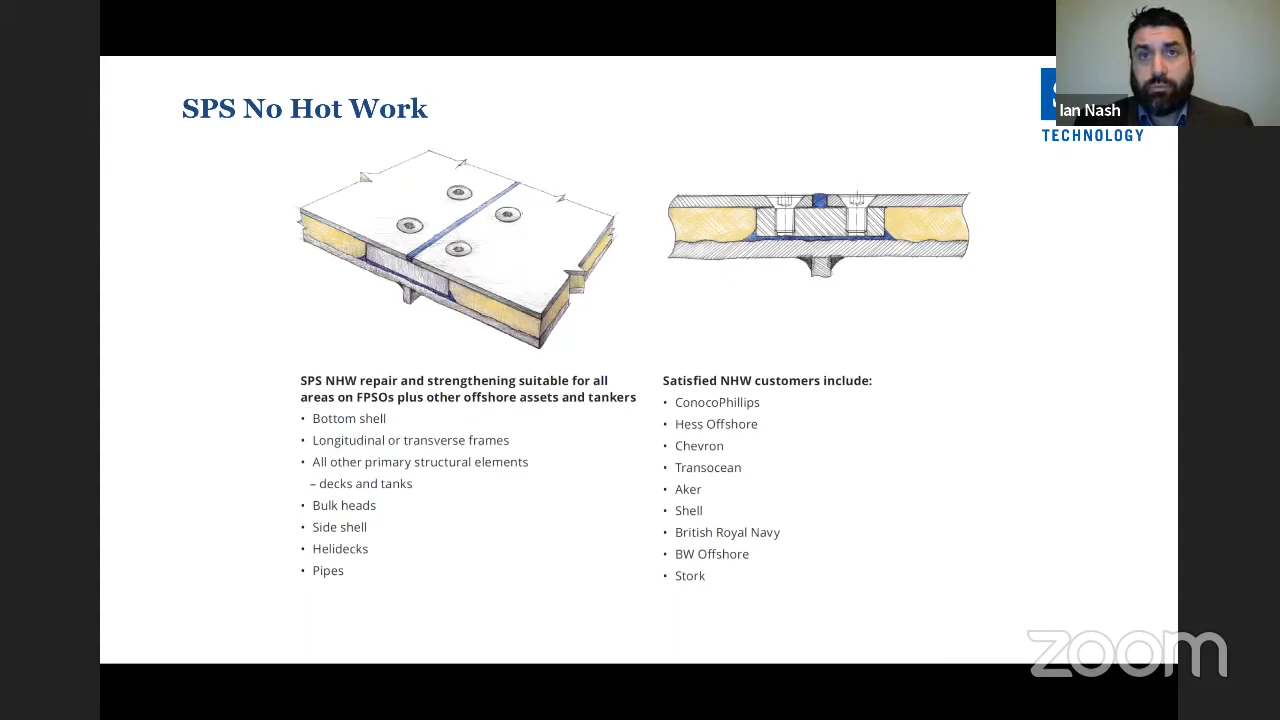 SPS No Hot Work
Ian Nash
TECHNOLOGY
SPS NHW repair and strengthening suitable for all
areas on FPSOs plus other offshore assets and tankers
• Bottom shell
• Longitudinal or transverse frames
• All other primary structural elements
– decks and tanks
• Bulk heads
• Side shell
• Helidecks
• Pipes
Satisfied NHW customers include:
• ConocoPhillips
• Hess Offshore
• Chevron
• Transocean
• Aker
• Shell
• British Royal Navy
• BW Offshore
• Stork
zoom